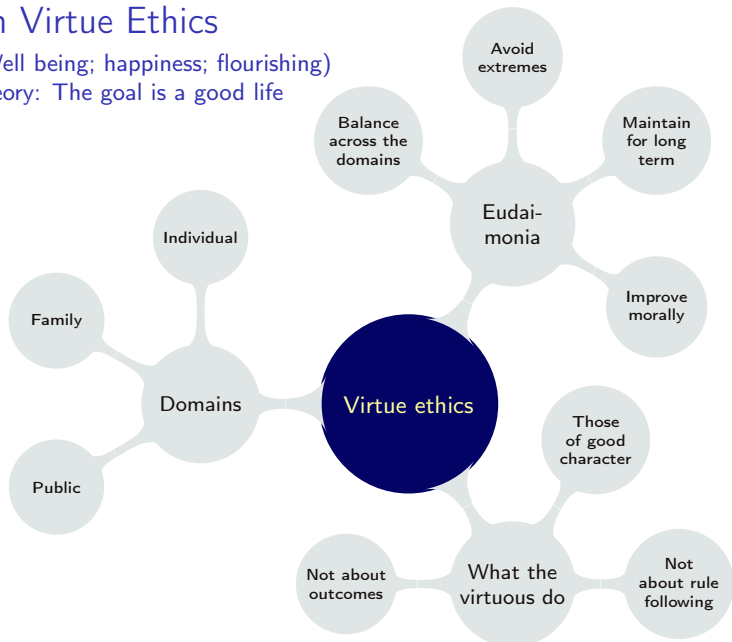 n Virtue Ethics
Well being; happiness; flourishing)
eory: The goal is a good life
Avoid
extremes
Balance
across the
domains
Maintain
for long
term
Eudai-
monia
Improve
morally
Individual
Family
Domains
Public
Virtue ethics
Those
of good
character
Not about
outcomes
What the
virtuous do
Not
about rule
following